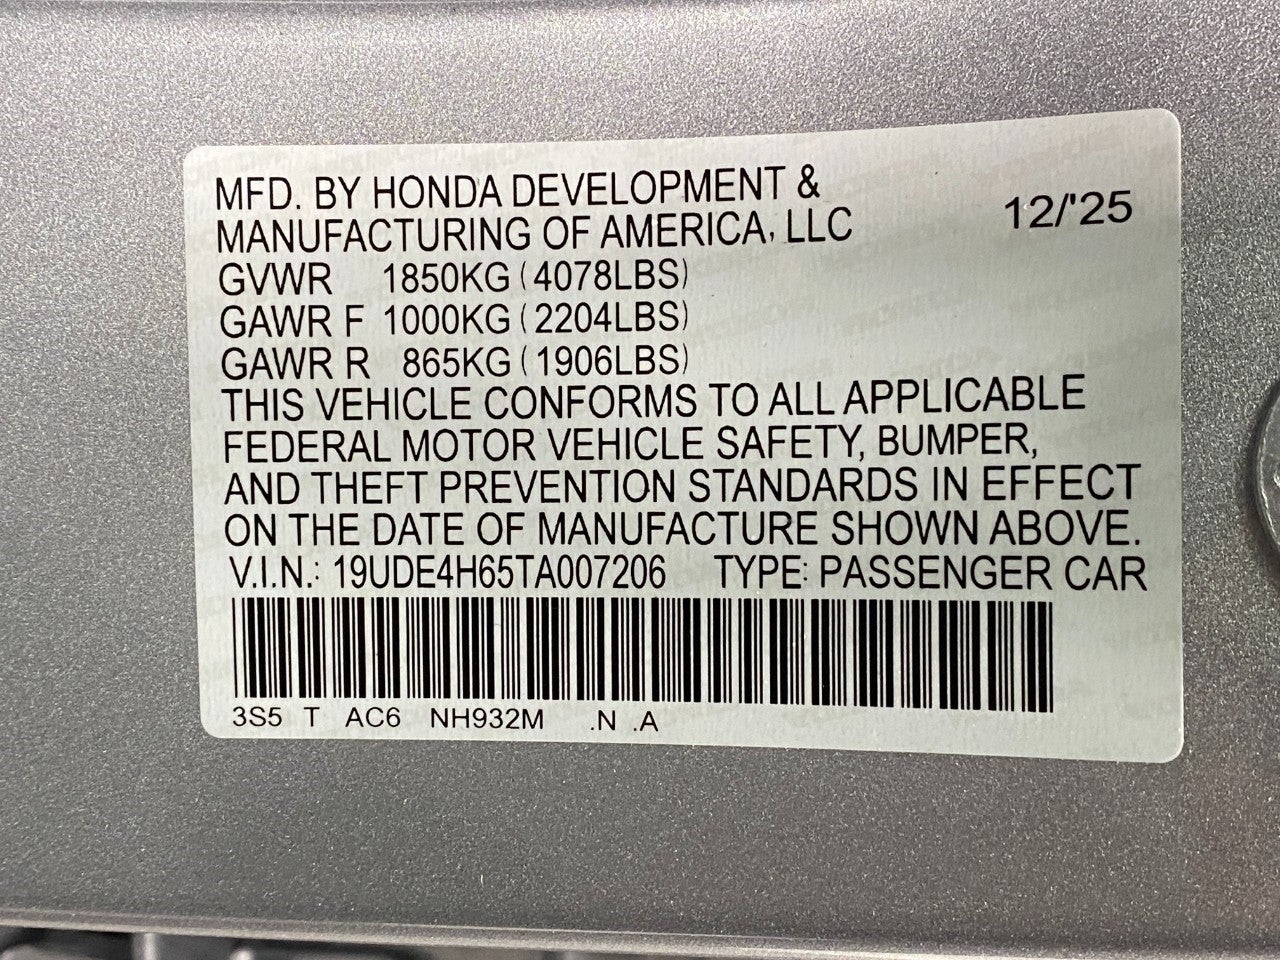 MFD. BY HONDA DEVELOPMENT &
MANUFACTURING OF AMERICA, LLC 12/'25
GVWR 1850KG (4078LBS)
GAWR F 1000KG (2204LBS)
GAWR R 865KG (1906LBS)
THIS VEHICLE CONFORMS TO ALL APPLICABLE
FEDERAL MOTOR VEHICLE SAFETY, BUMPER,
AND THEFT PREVENTION STANDARDS IN EFFECT
ON THE DATE OF MANUFACTURE SHOWN ABOVE.
V.I.N.: 19UDE4H65TA007206 TYPE: PASSENGER CAR
3S5 T AC6 NH932M .N .A